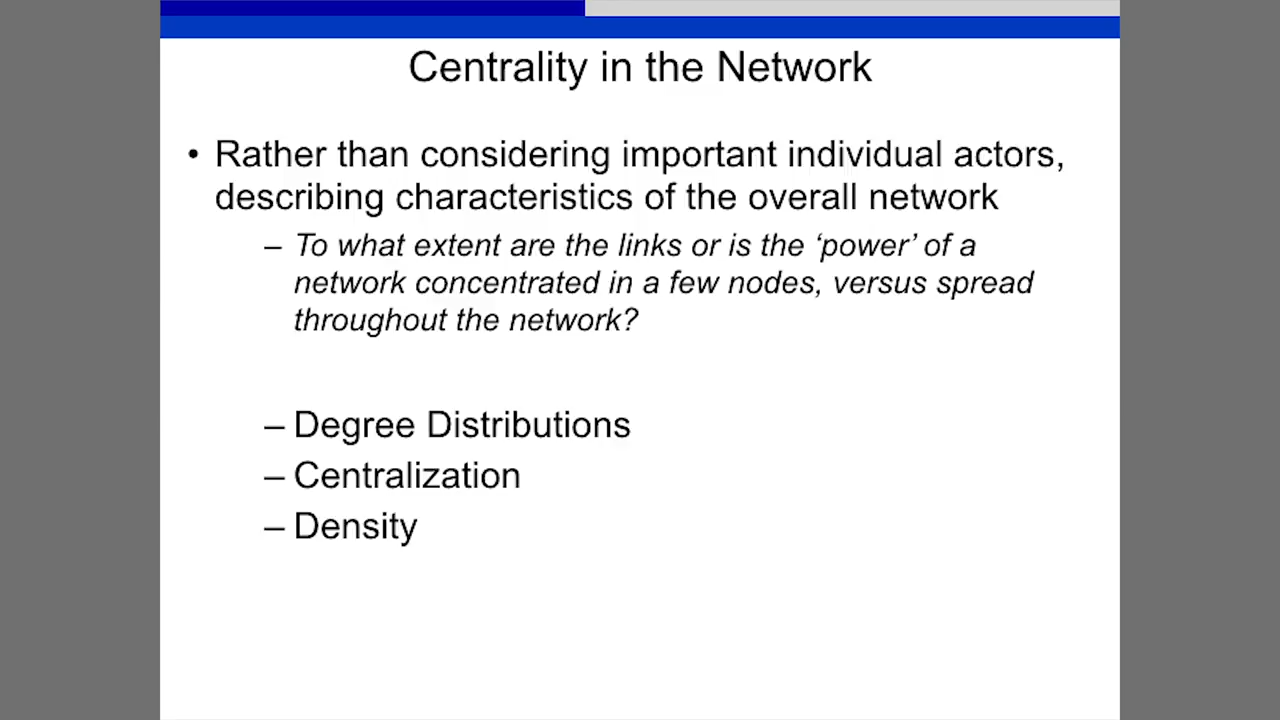 Centrality in the Network
• Rather than considering important individual actors,
describing characteristics of the overall network
– To what extent are the links or is the ‘power’ of a
network concentrated in a few nodes, versus spread
throughout the network?
– Degree Distributions
– Centralization
– Density